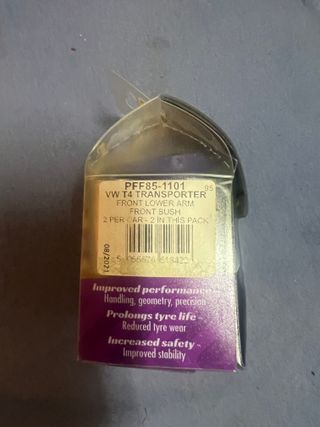 PFF85-1101
95
VW T4 TRANSPORTER
FRONT LOWER ARM
FRONT BUSH
2 PER CAR - 2 IN THIS PACK
08/2021
Improved performance ~
Handling, geometry, precision
Prolongs tyre life ~
Reduced tyre wear
Increased safety ~
Improved stability